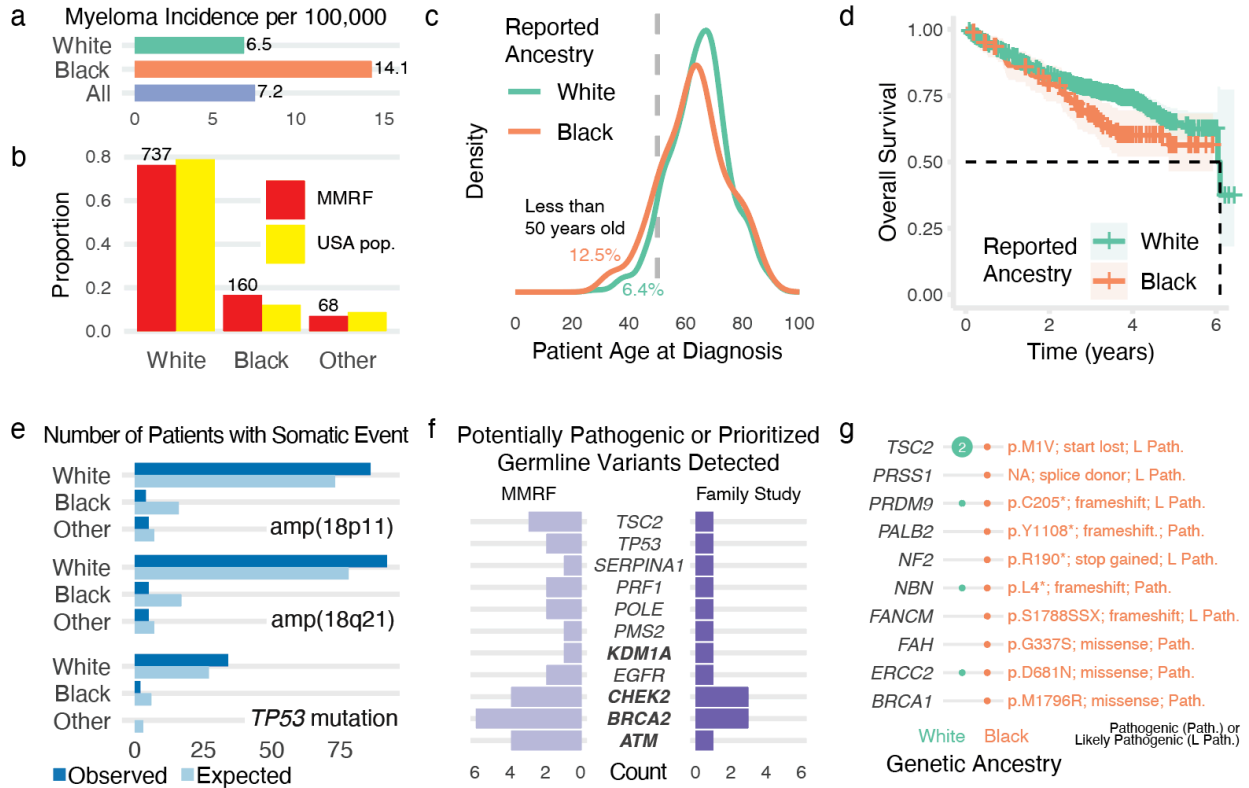 a
Myeloma Incidence per 100,000
White
6.5
Black
14.1
All
7.2
0 5 10 15
b
Proportion
0.8
0.6
0.4
0.2
0.0
737
160
68
MMRF
USA pop.
White Black Other
c
Reported
Ancestry
White
Black
Density
Less than
50 years old
12.5%
6.4%
0 20 40 60 80 100
Patient Age at Diagnosis
d
Overall Survival
1.00
0.75
0.50
0.25
0.00
Reported
Ancestry
White
Black
0 2 4 6
Time (years)
e
Number of Patients with Somatic Event
White
Black
Other
amp(18p11)
White
Black
Other
amp(18q21)
White
Black
Other
TP53 mutation
0 25 50 75
Observed Expected
f
Potentially Pathogenic or Prioritized
Germline Variants Detected
MMRF Family Study
TSC2
TP53
SERPINA1
PRF1
POLE
PMS2
KDM1A
EGFR
CHEK2
BRCA2
ATM
6 4 2 0 Count 0 2 4 6
g
TSC2 2 p.M1V; start lost; L Path.
PRSS1 NA; splice donor; L Path.
PRDM9 p.C205*; frameshift; L Path.
PALB2 p.Y1108*; frameshift.; Path.
NF2 p.R190*; stop gained; L Path.
NBN p.L4*; frameshift; Path.
FANCM p.S1788SSX; frameshift; L Path.
FAH p.G337S; missense; Path.
ERCC2 p.D681N; missense; Path.
BRCA1 p.M1796R; missense; Path.
White Black
Genetic Ancestry
Pathogenic (Path.) or
Likely Pathogenic (L Path.)